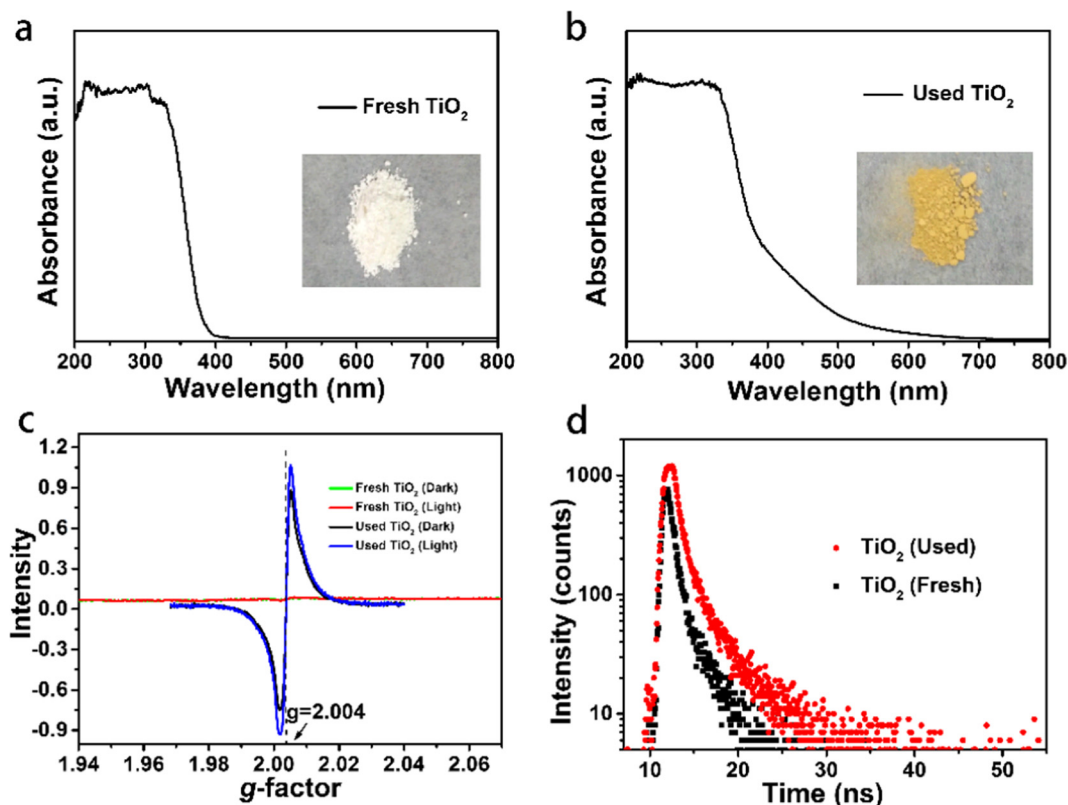 a
Absorbance (a.u.)
Fresh TiO₂
200 300 400 500 600 700 800
Wavelength (nm)
b
Absorbance (a.u.)
Used TiO₂
200 300 400 500 600 700 800
Wavelength (nm)
c
Intensity
1.2
0.9
0.6
0.3
0.0
-0.3
-0.6
-0.9
Fresh TiO₂ (Dark)
Fresh TiO₂ (Light)
Used TiO₂ (Dark)
Used TiO₂ (Light)
g=2.004
1.94 1.96 1.98 2.00 2.02 2.04 2.06
g-factor
d
Intensity (counts)
1000
100
10
TiO₂ (Used)
TiO₂ (Fresh)
10 20 30 40 50
Time (ns)